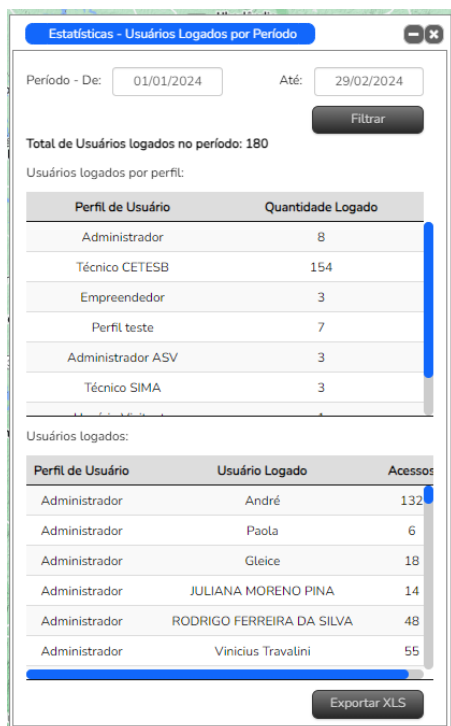 Estatísticas - Usuários Logados por Período
Período - De: 01/01/2024 Até: 29/02/2024
Filtrar
Total de Usuários logados no período: 180
Usuários logados por perfil:
Perfil de Usuário Quantidade Logado
Administrador 8
Técnico CETESB 154
Empreendedor 3
Perfil teste 7
Administrador ASV 3
Técnico SIMA 3
Usuários logados:
Perfil de Usuário Usuário Logado Acessos
Administrador André 132
Administrador Paola 6
Administrador Gleice 18
Administrador JULIANA MORENO PINA 14
Administrador RODRIGO FERREIRA DA SILVA 48
Administrador Vinicius Travalini 55
Exportar XLS